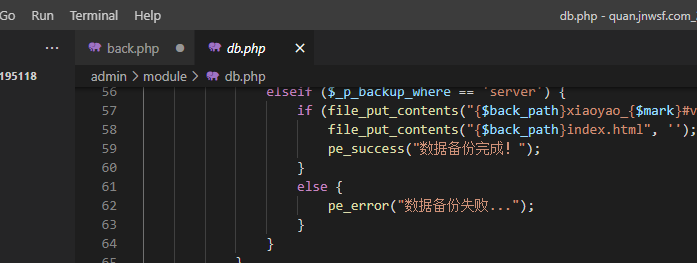 Go Run Terminal Help db.php - quan.jnwsf.com_
... back.php db.php
195118
admin > module > db.php
56 elseif ($_p_backup_where == 'server') {
57 if (file_put_contents("{$back_path}xiaoyao_{$mark}#v
58 file_put_contents("{$back_path}index.html", '');
59 pe_success("数据备份完成！");
60 }
61 else {
62 pe_error("数据备份失败...");
63 }
64 }
65 }